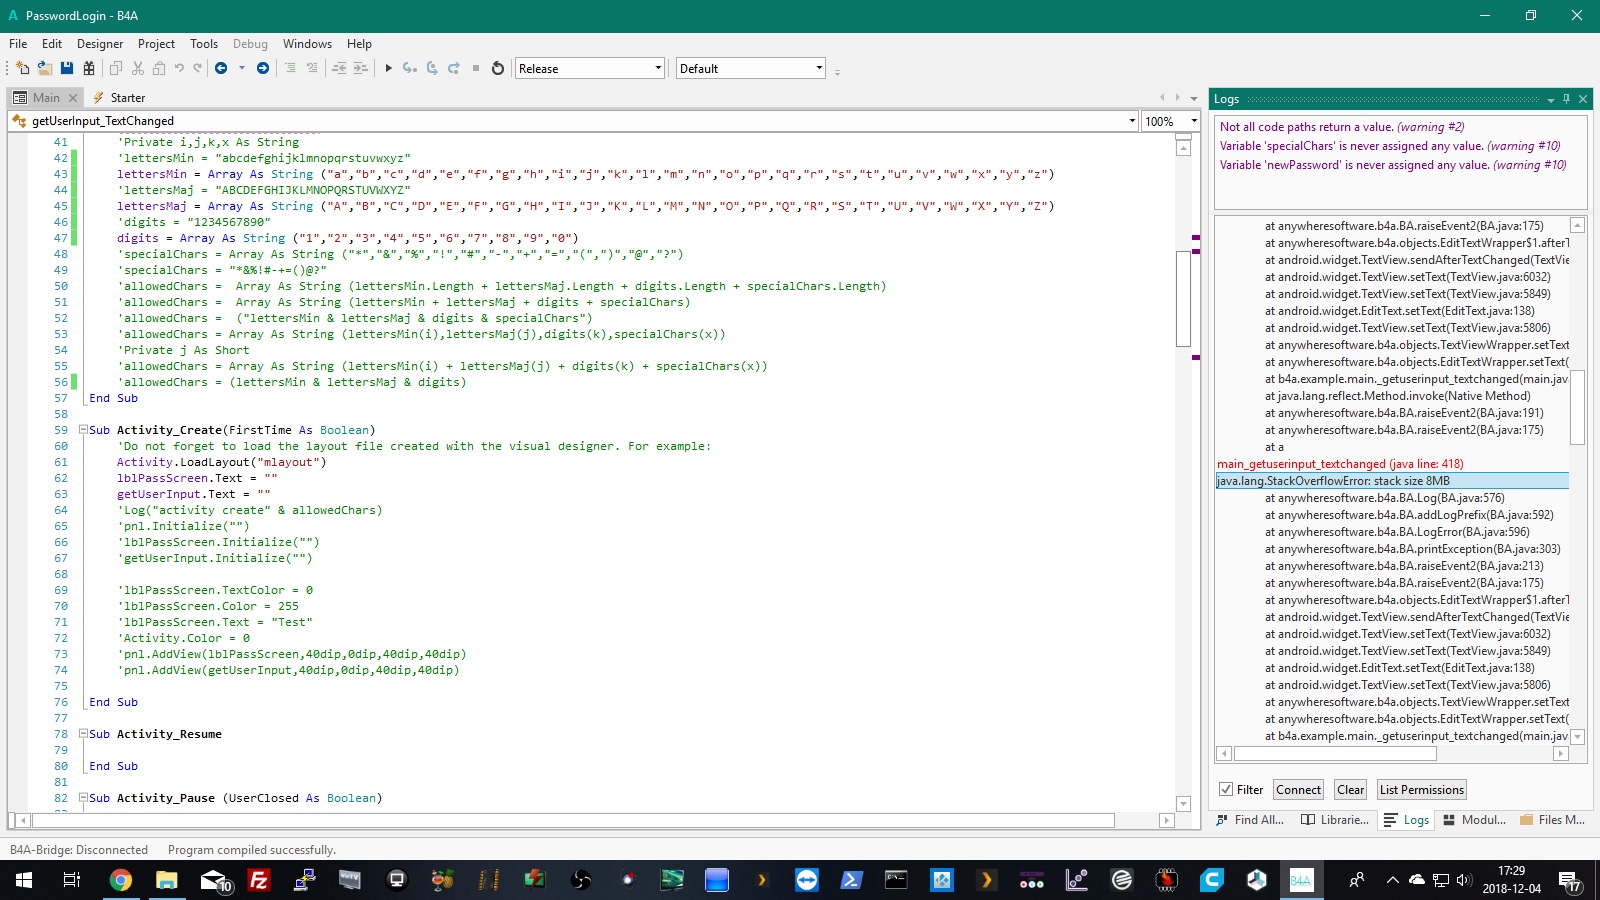 PasswordLogin - B4A
File Edit Designer Project Tools Debug Windows Help
Release Default
Main Starter
getUserInput_TextChanged 100%
41 'Private i,j,k,x As String
42 'lettersMin = "abcdefghijklmnopqrstuvwxyz"
43 lettersMin = Array As String ("a","b","c","d","e","f","g","h","i","j","k","l","m","n","o","p","q","r","s","t","u","v","w","x","y","z")
44 'lettersMaj = "ABCDEFGHIJKLMNOPQRSTUVWXYZ"
45 lettersMaj = Array As String ("A","B","C","D","E","F","G","H","I","J","K","L","M","N","O","P","Q","R","S","T","U","V","W","X","Y","Z")
46 'digits = "1234567890"
47 digits = Array As String ("1","2","3","4","5","6","7","8","9","0")
48 'specialChars = Array As String ("*","&","%","!","#","-","+","=","(",")","@","?")
49 'specialChars = "*&%!#-+=()@?"
50 'allowedChars =  Array As String (lettersMin.Length + lettersMaj.Length + digits.Length + specialChars.Length)
51 'allowedChars =  Array As String (lettersMin + lettersMaj + digits + specialChars)
52 'allowedChars =  ("lettersMin & lettersMaj & digits & specialChars")
53 'allowedChars = Array As String (lettersMin(i),lettersMaj(j),digits(k),specialChars(x))
54 'Private j As Short
55 'allowedChars = Array As String (lettersMin(i) + lettersMaj(j) + digits(k) + specialChars(x))
56 'allowedChars = (lettersMin & lettersMaj & digits)
57 End Sub
58
59 Sub Activity_Create(FirstTime As Boolean)
60 'Do not forget to load the layout file created with the visual designer. For example:
61 Activity.LoadLayout("mlayout")
62 lblPassScreen.Text = ""
63 getUserInput.Text = ""
64 'Log("activity create" & allowedChars)
65 'pnl.Initialize("")
66 'lblPassScreen.Initialize("")
67 'getUserInput.Initialize("")
68
69 'lblPassScreen.TextColor = 0
70 'lblPassScreen.Color = 255
71 'lblPassScreen.Text = "Test"
72 'Activity.Color = 0
73 'pnl.AddView(lblPassScreen,40dip,0dip,40dip,40dip)
74 'pnl.AddView(getUserInput,40dip,0dip,40dip,40dip)
75
76 End Sub
77
78 Sub Activity_Resume
79
80 End Sub
81
82 Sub Activity_Pause (UserClosed As Boolean)
Logs
Not all code paths return a value. (warning #2)
Variable 'specialChars' is never assigned any value. (warning #10)
Variable 'newPassword' is never assigned any value. (warning #10)
at anywheresoftware.b4a.BA.raiseEvent2(BA.java:175)
at anywheresoftware.b4a.objects.EditTextWrapper$1.afterT
at android.widget.TextView.sendAfterTextChanged(TextVie
at android.widget.TextView.setText(TextView.java:6032)
at android.widget.TextView.setText(TextView.java:5849)
at android.widget.EditText.setText(EditText.java:138)
at android.widget.TextView.setText(TextView.java:5806)
at anywheresoftware.b4a.objects.TextViewWrapper.setText
at anywheresoftware.b4a.objects.EditTextWrapper.setText(
at b4a.example.main._getuserinput_textchanged(main.jav
at java.lang.reflect.Method.invoke(Native Method)
at anywheresoftware.b4a.BA.raiseEvent2(BA.java:191)
at anywheresoftware.b4a.BA.raiseEvent2(BA.java:175)
at a
main_getuserinput_textchanged (java line: 418)
java.lang.StackOverflowError: stack size 8MB
at anywheresoftware.b4a.BA.Log(BA.java:576)
at anywheresoftware.b4a.BA.addLogPrefix(BA.java:592)
at anywheresoftware.b4a.BA.LogError(BA.java:596)
at anywheresoftware.b4a.BA.printException(BA.java:303)
at anywheresoftware.b4a.BA.raiseEvent2(BA.java:213)
at anywheresoftware.b4a.BA.raiseEvent2(BA.java:175)
at anywheresoftware.b4a.objects.EditTextWrapper$1.afterT
at android.widget.TextView.sendAfterTextChanged(TextVie
at android.widget.TextView.setText(TextView.java:6032)
at android.widget.TextView.setText(TextView.java:5849)
at android.widget.EditText.setText(EditText.java:138)
at android.widget.TextView.setText(TextView.java:5806)
at anywheresoftware.b4a.objects.TextViewWrapper.setText
at anywheresoftware.b4a.objects.EditTextWrapper.setText(
at b4a.example.main._getuserinput_textchanged(main.jav
Filter Connect Clear List Permissions
Find All... Librarie... Logs Modul... Files M...
B4A-Bridge: Disconnected Program compiled successfully.
10
B4A
17:29
2018-12-04
17